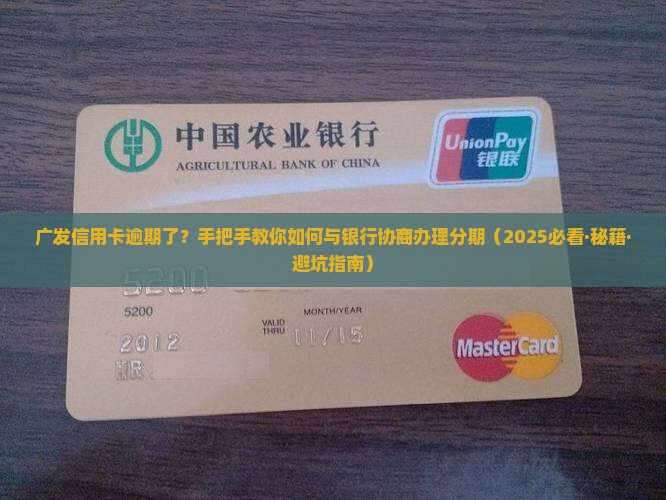 中国农业银行
AGRICULTURAL BANK OF CHINA
UnionPay
银联
广发信用卡逾期了？手把手教你如何与银行协商办理分期（2025必看·秘籍·
避坑指南）
5200
5200
MONTH/YEAR
VALID
THRU
11/15
2012
MR
MasterCard